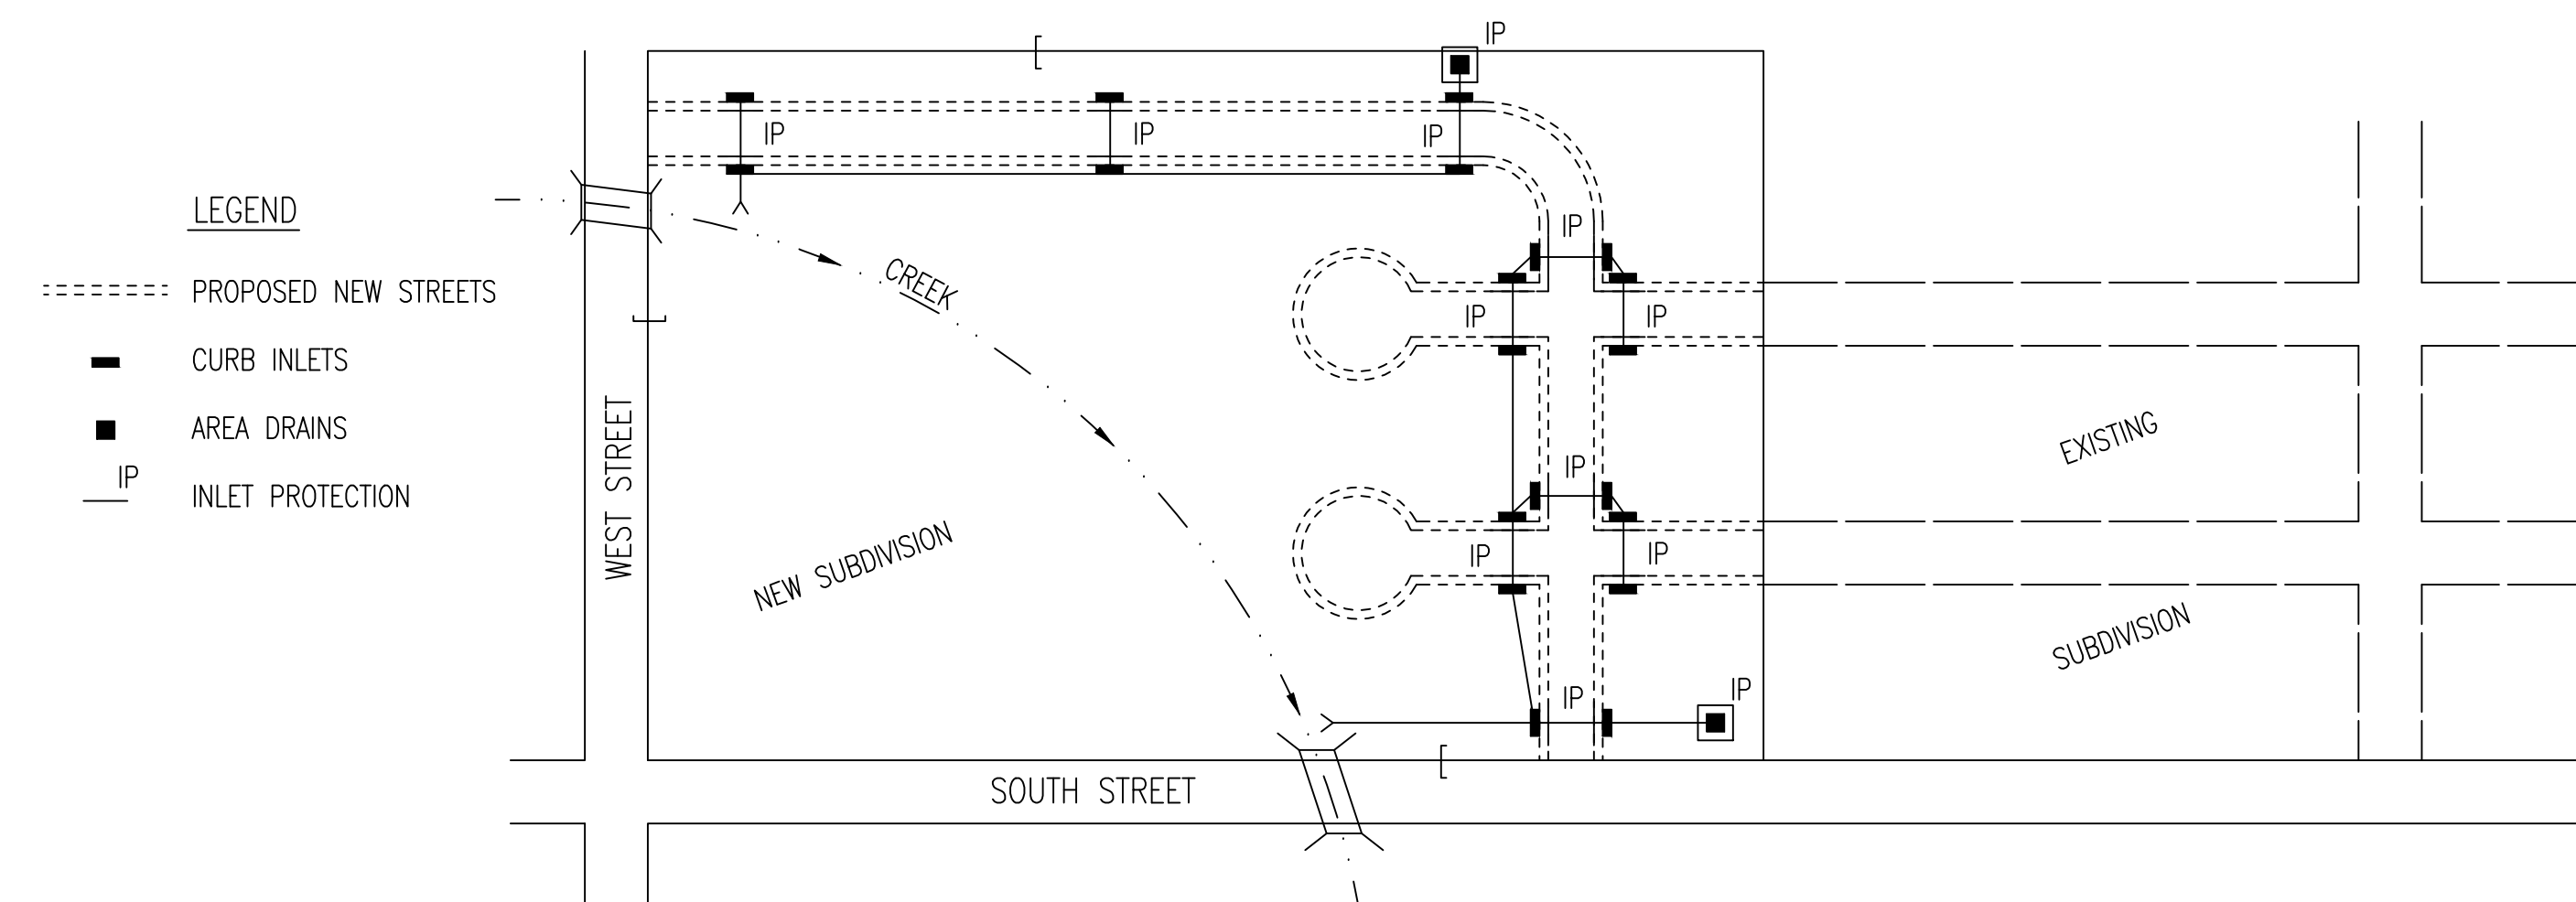 LEGEND
PROPOSED NEW STREETS
CURB INLETS
AREA DRAINS
IP
INLET PROTECTION
IP
IP
IP
IP
IP
CREEK
IP
IP
WEST STREET
EXISTING
IP
NEW SUBDIVISION
IP
IP
SUBDIVISION
IP
IP
SOUTH STREET